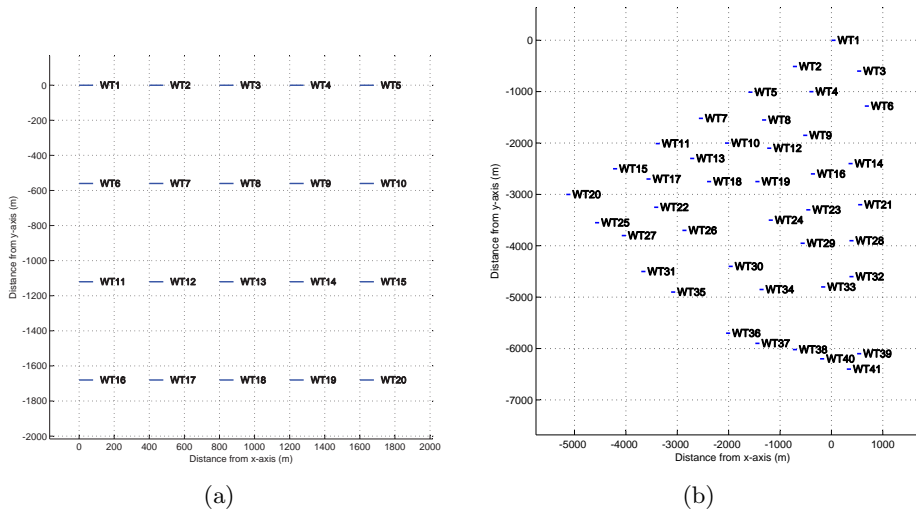 0
-200
-400
-600
-800
-1000
-1200
-1400
-1600
-1800
-2000
Distance from y-axis (m)
WT1 WT2 WT3 WT4 WT5
WT6 WT7 WT8 WT9 WT10
WT11 WT12 WT13 WT14 WT15
WT16 WT17 WT18 WT19 WT20
0 200 400 600 800 1000 1200 1400 1600 1800 2000
Distance from x-axis (m)
(a)
0
-1000
-2000
-3000
-4000
-5000
-6000
-7000
Distance from y-axis (m)
WT1
WT2
WT3
WT4
WT5
WT6
WT7
WT8
WT9
WT10
WT11
WT12
WT13
WT14
WT15
WT16
WT17
WT18
WT19
WT20
WT21
WT22
WT23
WT24
WT25
WT26
WT27
WT28
WT29
WT30
WT31
WT32
WT33
WT34
WT35
WT36
WT37
WT38
WT39
WT40
WT41
-5000 -4000 -3000 -2000 -1000 0 1000
Distance from x-axis (m)
(b)